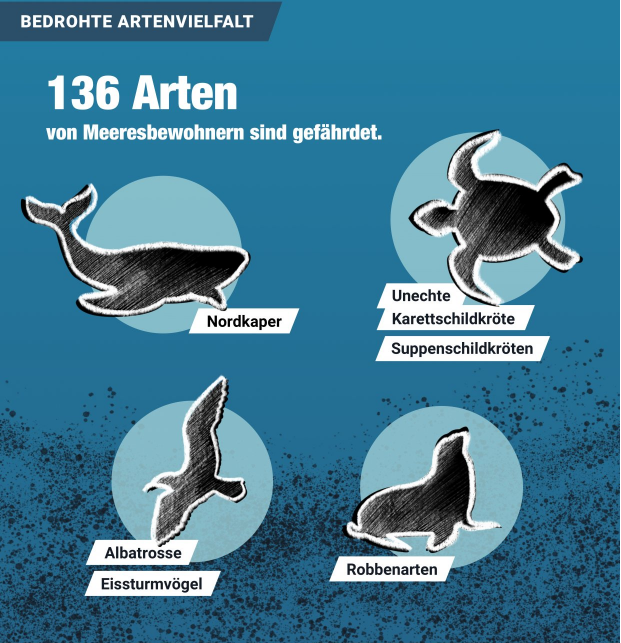 BEDROHTE ARTENVIELFALT
136 Arten
von Meeresbewohnern sind gefährdet.
Nordkaper
Unechte
Karettschildkröte
Suppenschildkröten
Albatrosse
Eissturmvögel
Robbenarten